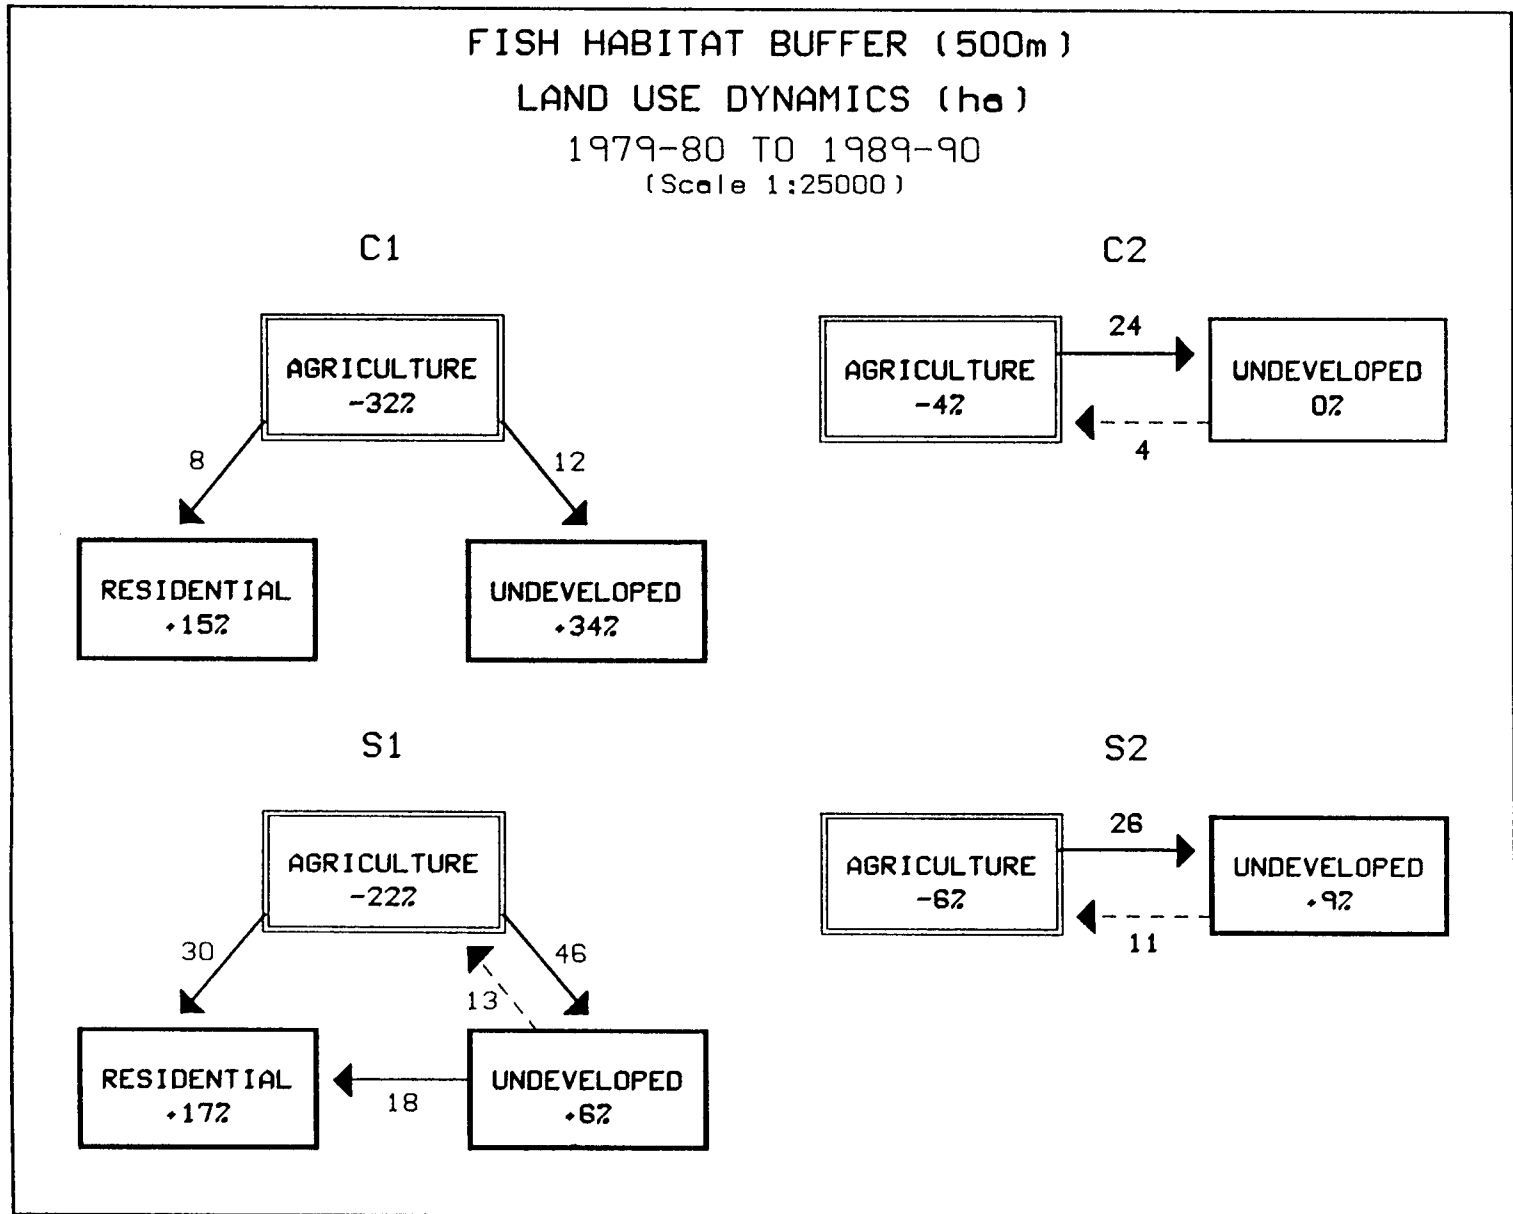 FISH HABITAT BUFFER (500m)
LAND USE DYNAMICS (ha)
1979-80 TO 1989-90
(Scale 1:25000)
C1
AGRICULTURE
-32%
8
12
RESIDENTIAL
+15%
UNDEVELOPED
+34%
C2
AGRICULTURE
-4%
24
4
UNDEVELOPED
0%
S1
AGRICULTURE
-22%
30
46
13
RESIDENTIAL
+17%
18
UNDEVELOPED
+6%
S2
AGRICULTURE
-6%
26
11
UNDEVELOPED
+9%